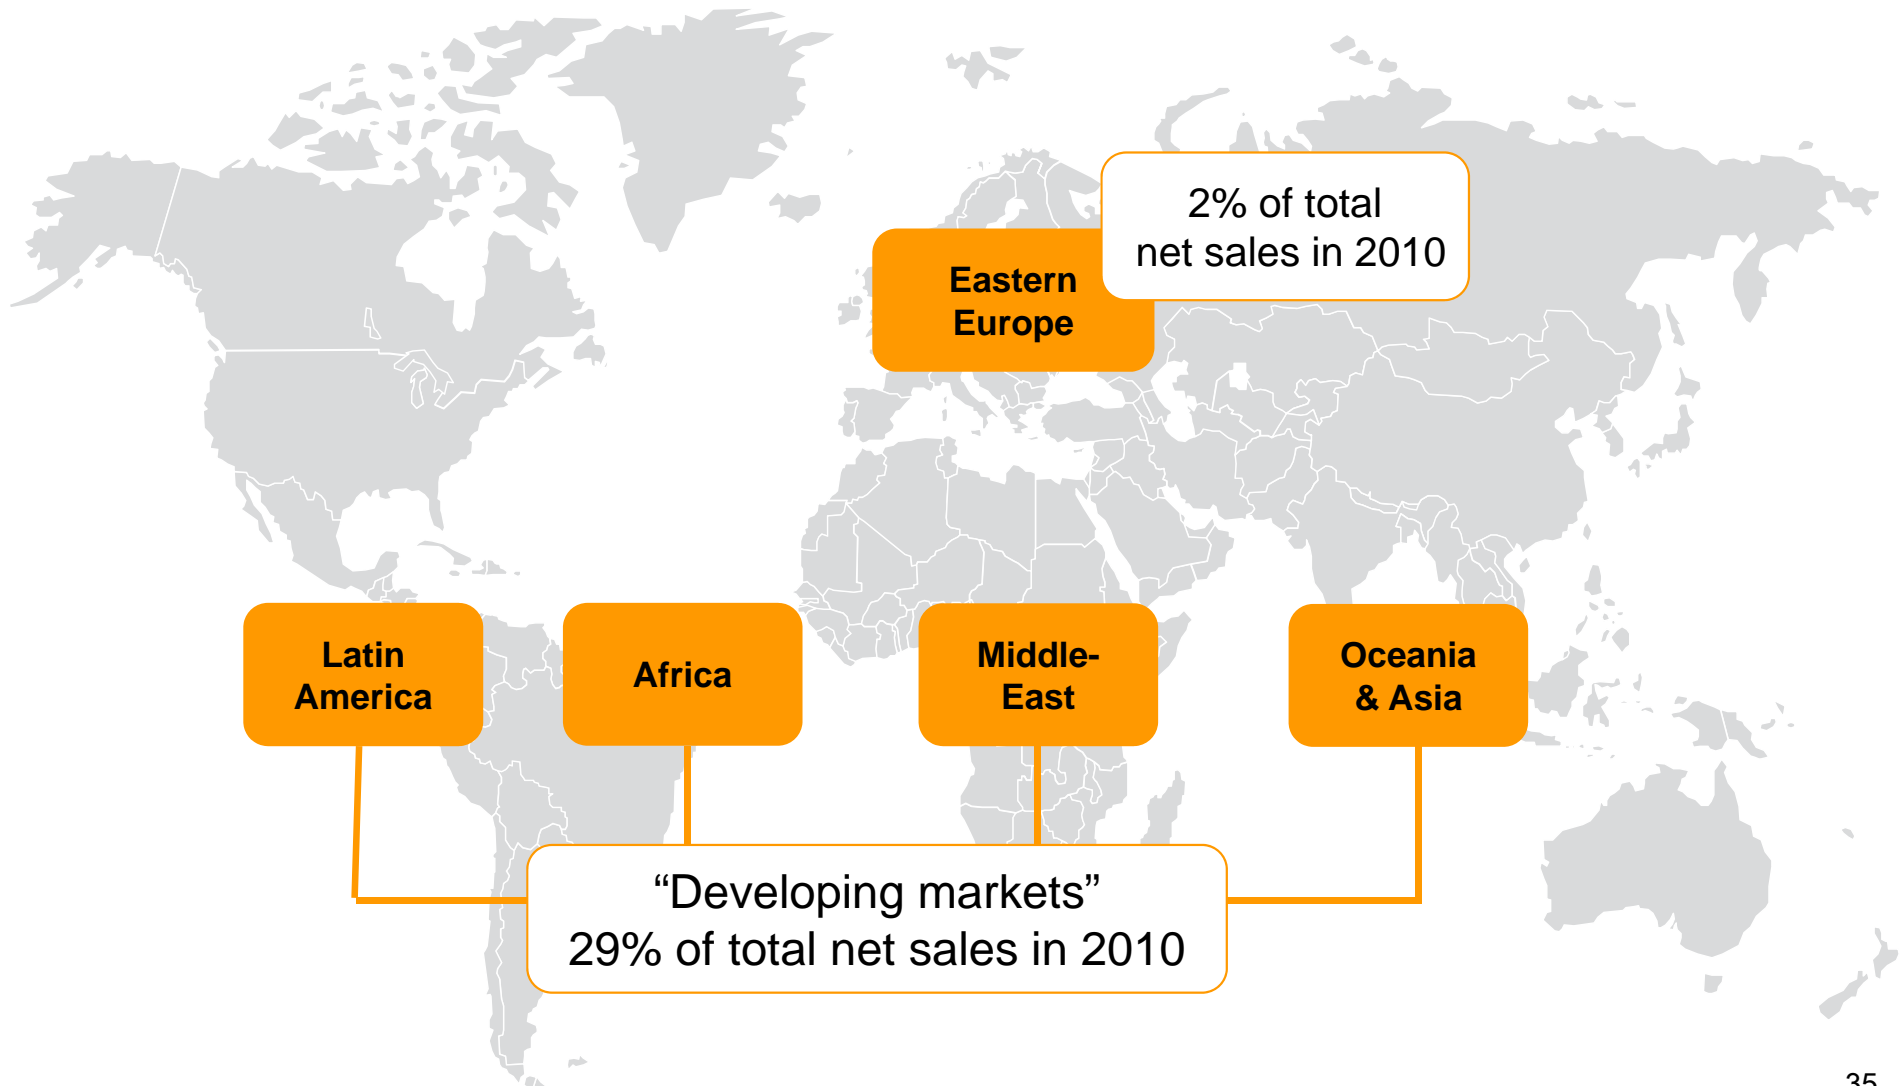 2% of total
net sales in 2010
Eastern
Europe
Latin
America
Africa
Middle-
East
Oceania
& Asia
“Developing markets”
29% of total net sales in 2010
35